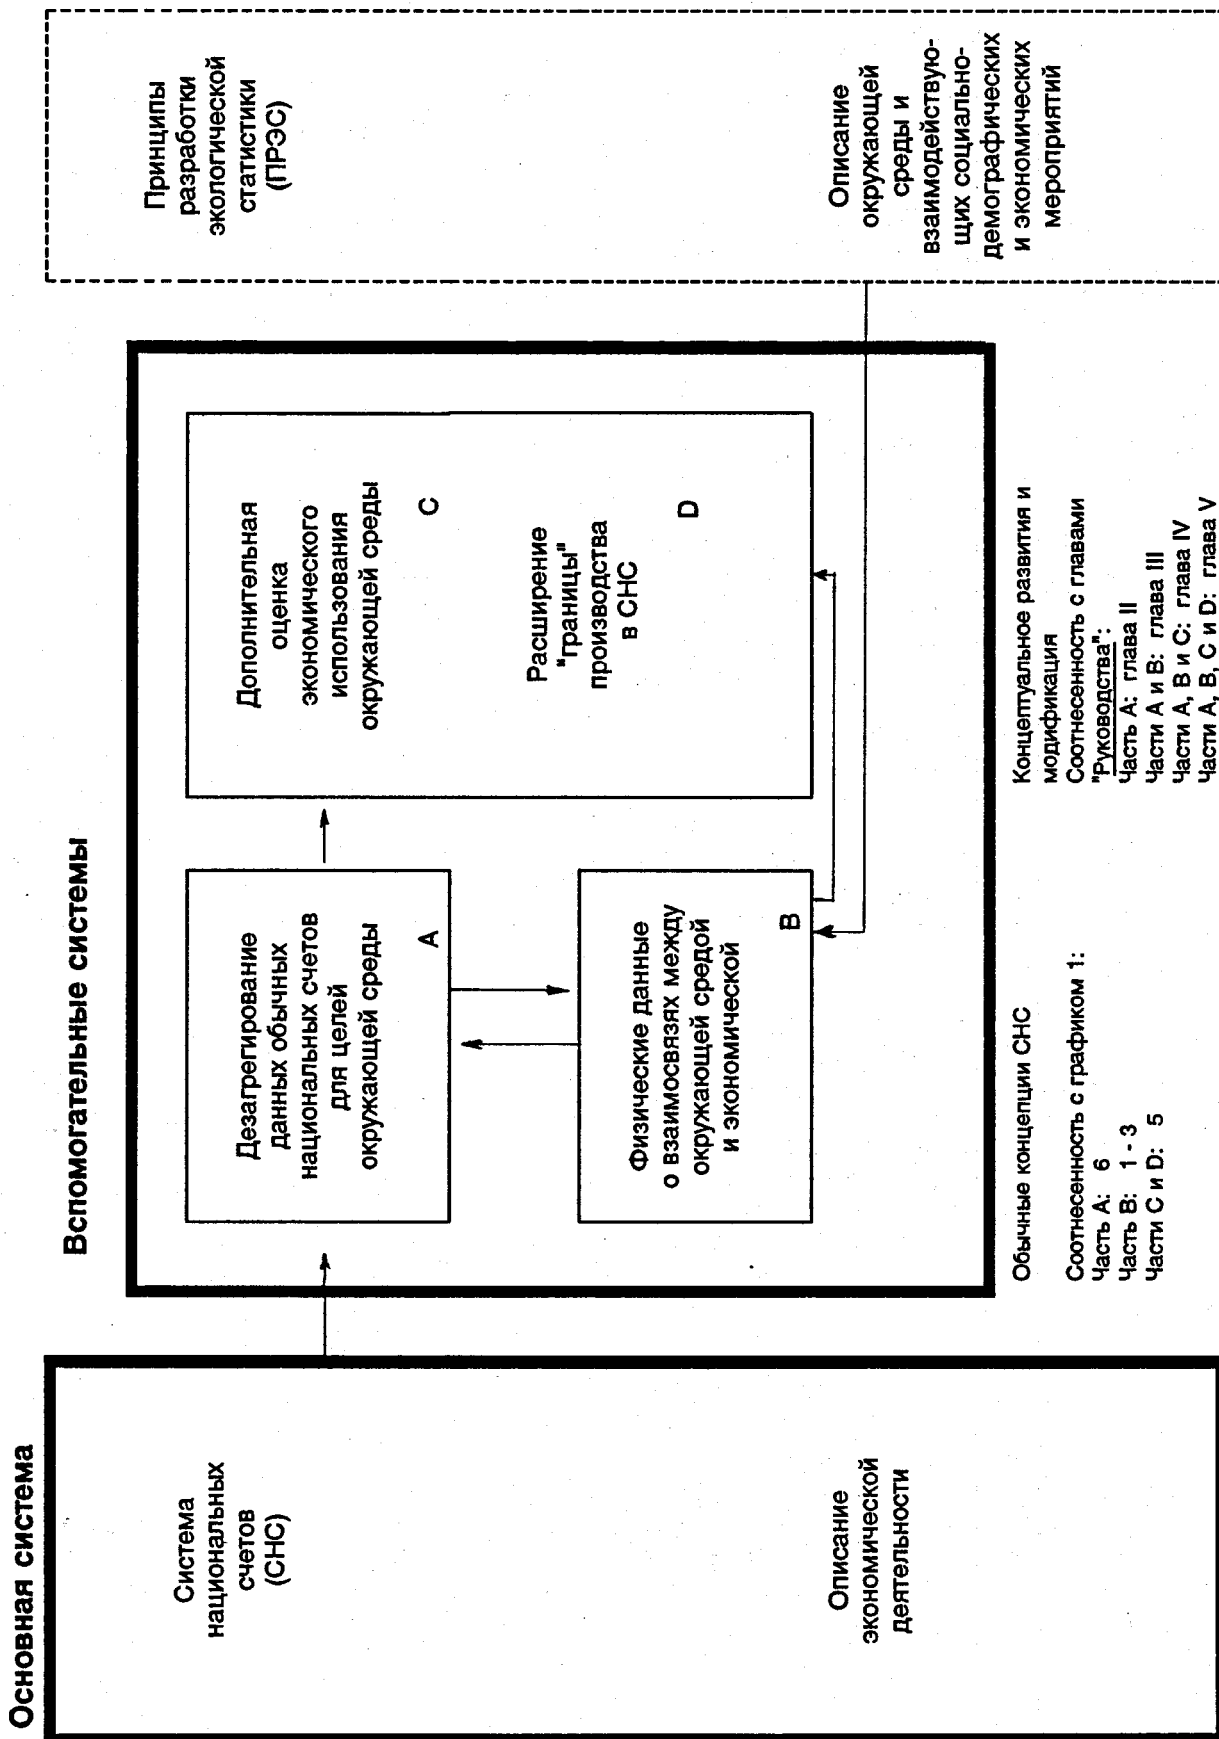 Основная система
Система
национальных
счетов
(СНС)
Описание
экономической
деятельности
Вспомогательные системы
Дезагрегирование
данных обычных
национальных счетов
для целей
окружающей среды
A
Физические данные
о взаимосвязях между
окружающей средой
и экономической
B
Дополнительная
оценка
экономического
использования
окружающей среды
C
Расширение
"границы"
производства
в СНС
D
Обычные концепции СНС
Соотнесенность с графиком 1:
Часть A: 6
Часть B: 1 - 3
Части C и D: 5
Концептуальное развития и
модификация
Соотнесенность с главами
"Руководства":
Часть A: глава II
Части A и B: глава III
Части A, B и C: глава IV
Части A, B, C и D: глава V
Принципы
разработки
экологической
статистики
(ПРЭС)
Описание
окружающей
среды и
взаимодействую-
щих социально-
демографических
и экономических
мероприятий